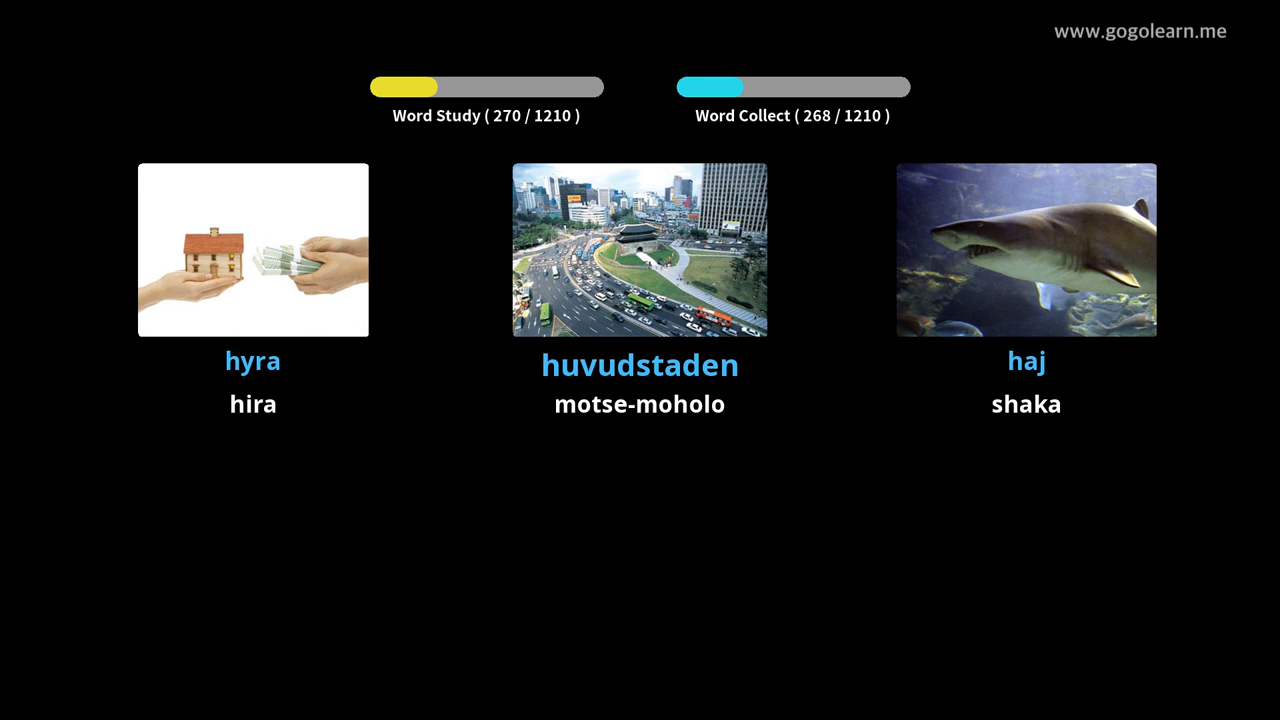 www.gogolearn.me
Word Study ( 270 / 1210 )
Word Collect ( 268 / 1210 )
hyra
huvudstaden
haj
hira
motse-moholo
shaka